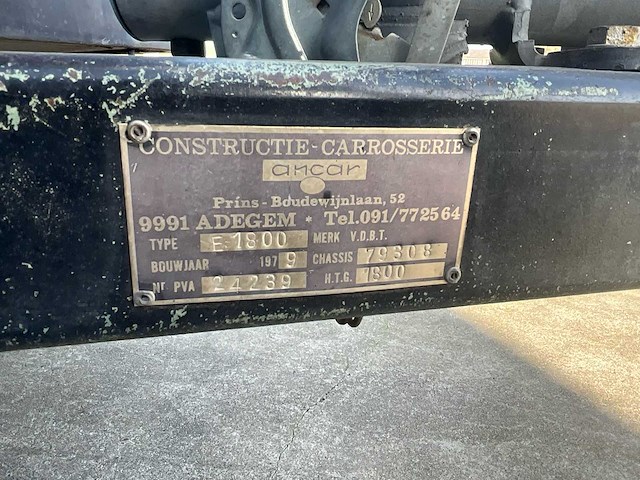 CONSTRUCTIE-CARROSSERIE
ancar
Prins-Boudewijnlaan, 52
9991 ADEGEM * Tel.091/772564
TYPE E 1800 MERK V.D.B.T.
BOUWJAAR 1979 CHASSIS 79308
Nr PVA 24239 H.T.G. 1800